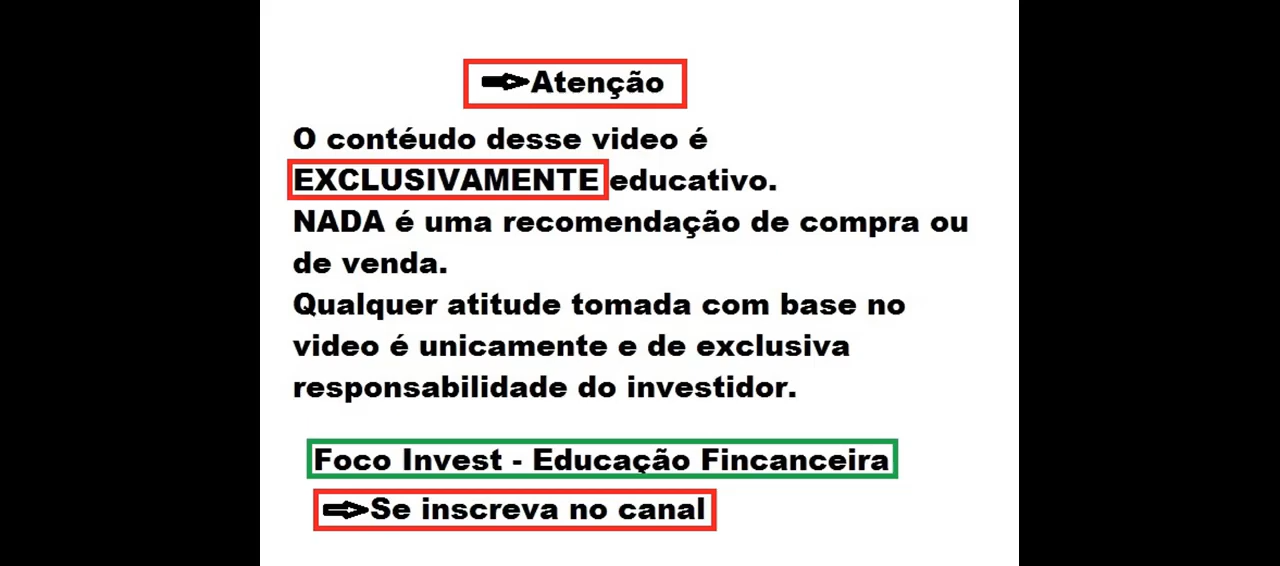 Atenção
O contéudo desse video é
EXCLUSIVAMENTE educativo.
NADA é uma recomendação de compra ou
de venda.
Qualquer atitude tomada com base no
video é unicamente e de exclusiva
responsabilidade do investidor.
Foco Invest - Educação Fincanceira
Se inscreva no canal